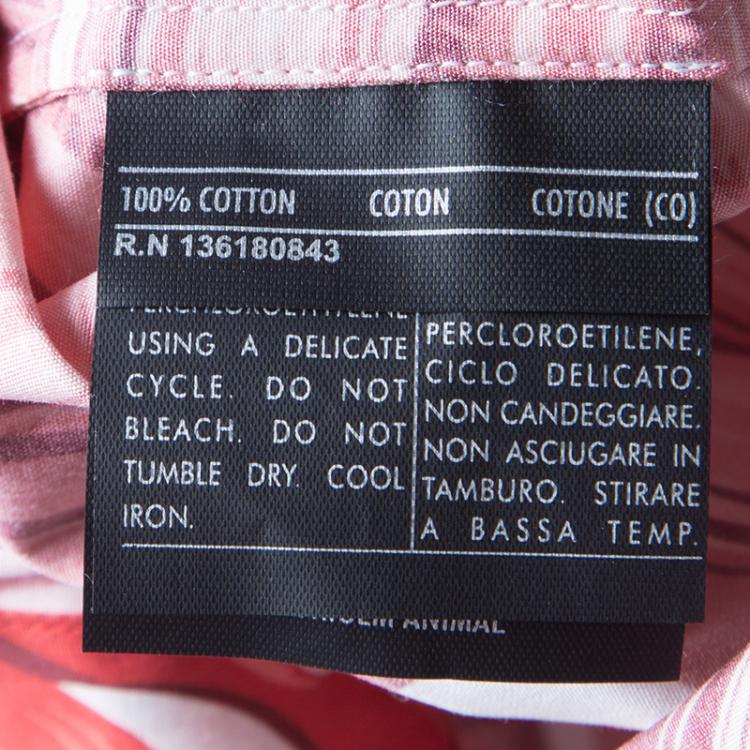 100% COTTON COTON COTONE (CO)
R.N 136180843
USING A DELICATE
CYCLE. DO NOT
BLEACH. DO NOT
TUMBLE DRY. COOL
IRON.
PERCLOROETILENE,
CICLO DELICATO.
NON CANDEGGIARE.
NON ASCIUGARE IN
TAMBURO. STIRARE
A BASSA TEMP.
ANIMAL